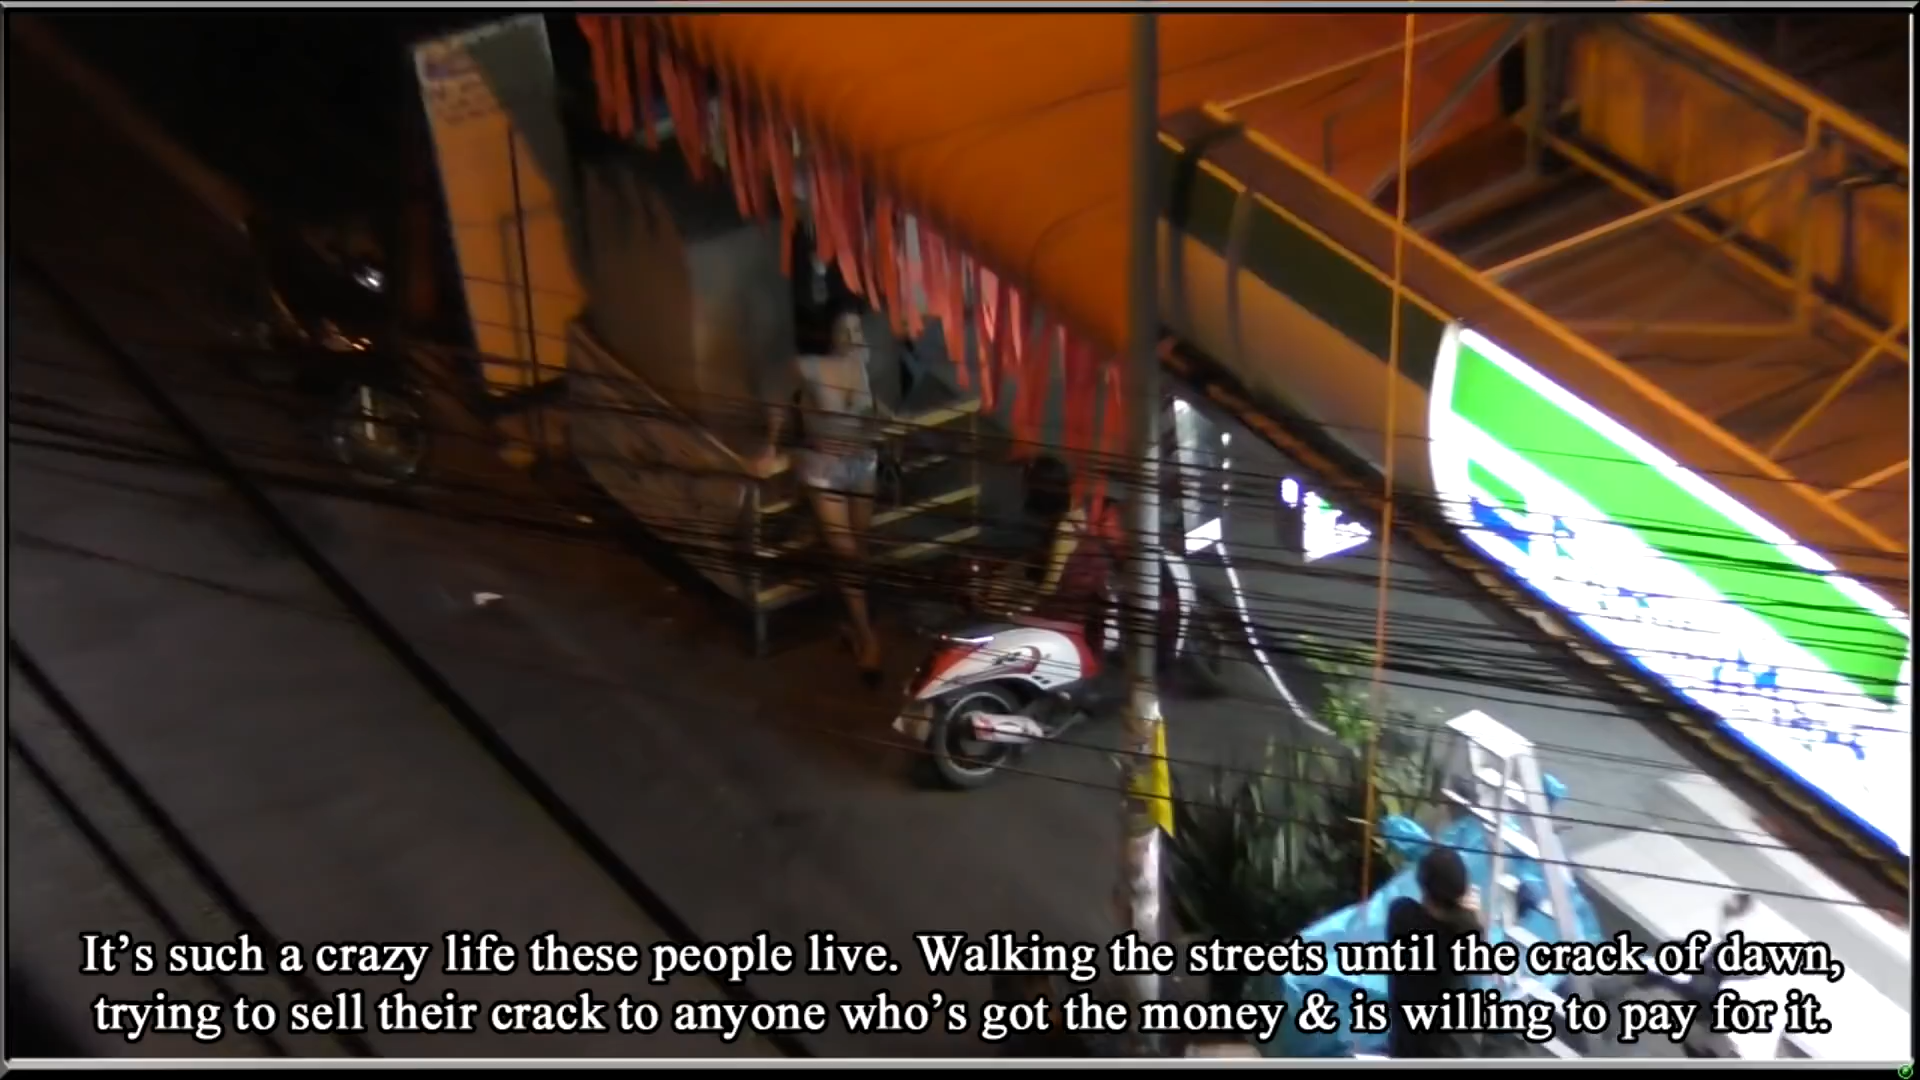 It’s such a crazy life these people live. Walking the streets until the crack of dawn,
trying to sell their crack to anyone who’s got the money & is willing to pay for it.